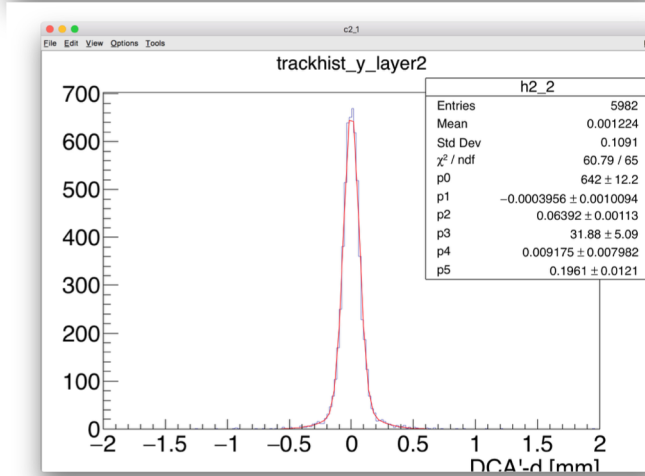 c2_1
File Edit View Options Tools
trackhist_y_layer2
h2_2
Entries 5982
Mean 0.001224
Std Dev 0.1091
χ² / ndf 60.79 / 65
p0 642 ± 12.2
p1 −0.0003956 ± 0.0010094
p2 0.06392 ± 0.00113
p3 31.88 ± 5.09
p4 0.009175 ± 0.007982
p5 0.1961 ± 0.0121
700
600
500
400
300
200
100
0
−2 −1.5 −1 −0.5 0 0.5 1 1.5 2
DCA'-d [mm]